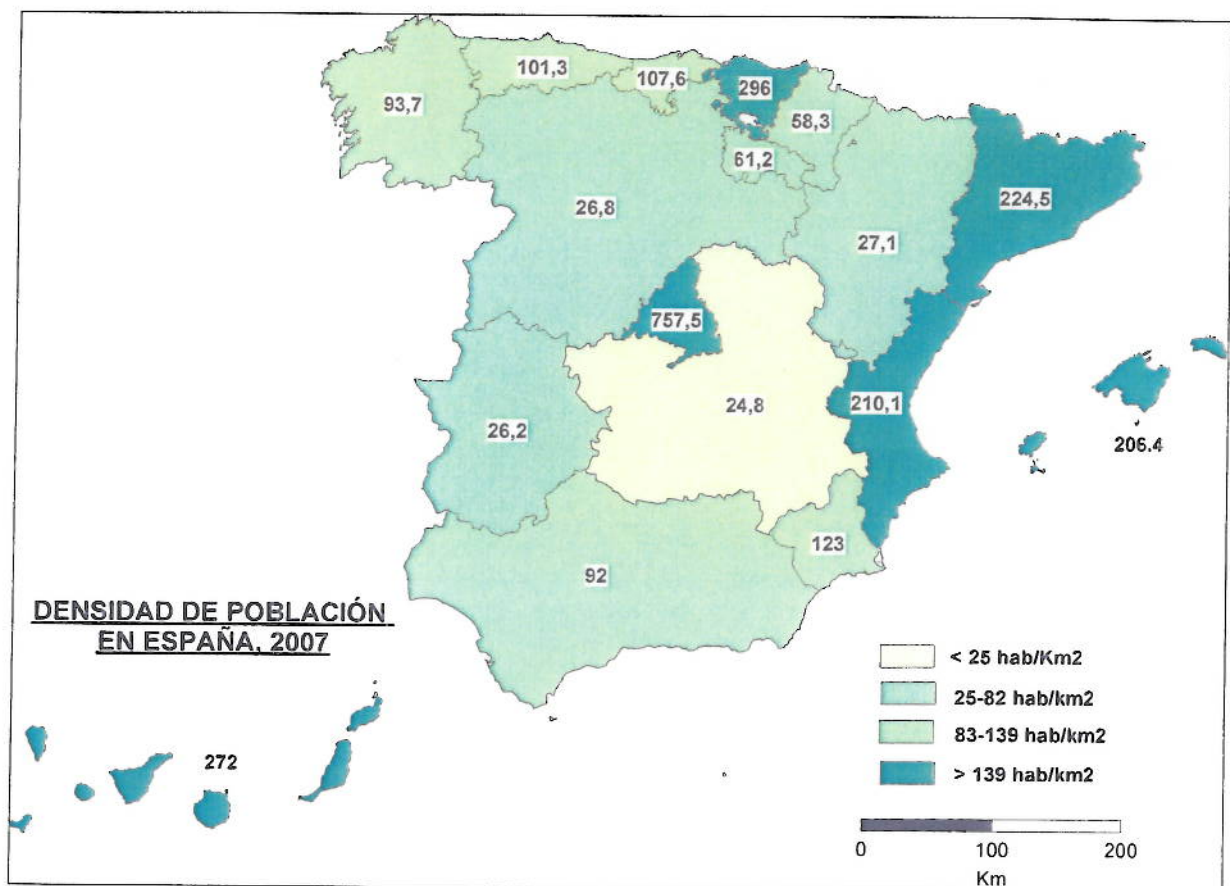 101,3
107,6
296
93,7
58,3
61,2
224,5
26,8
27,1
757,5
24,8
210,1
26,2
206.4
123
92
DENSIDAD DE POBLACIÓN
EN ESPAÑA, 2007
< 25 hab/Km2
25-82 hab/km2
83-139 hab/km2
> 139 hab/km2
272
0 100 200
Km